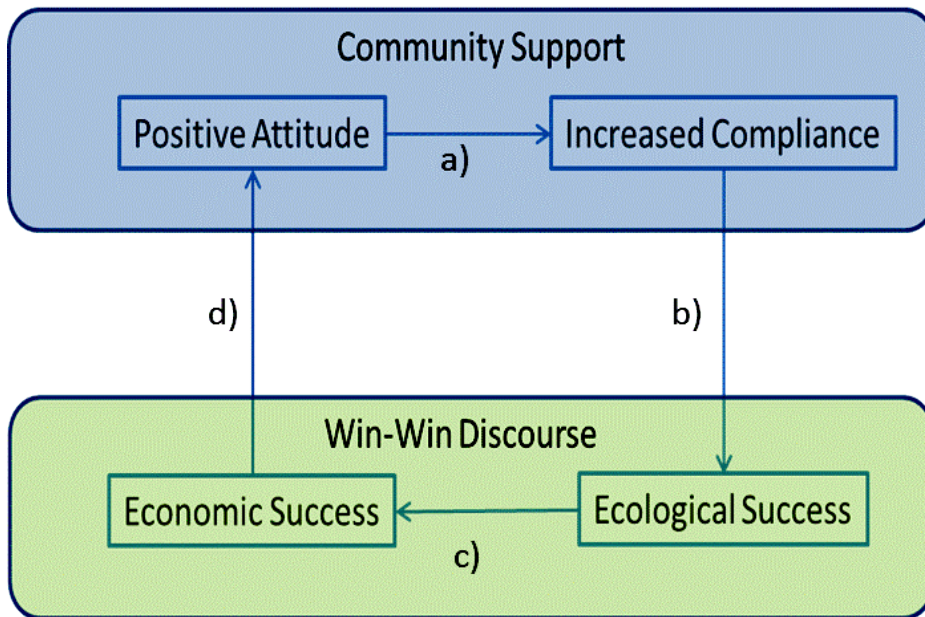 Community Support
Positive Attitude
a)
Increased Compliance
d)
b)
Win-Win Discourse
Economic Success
c)
Ecological Success